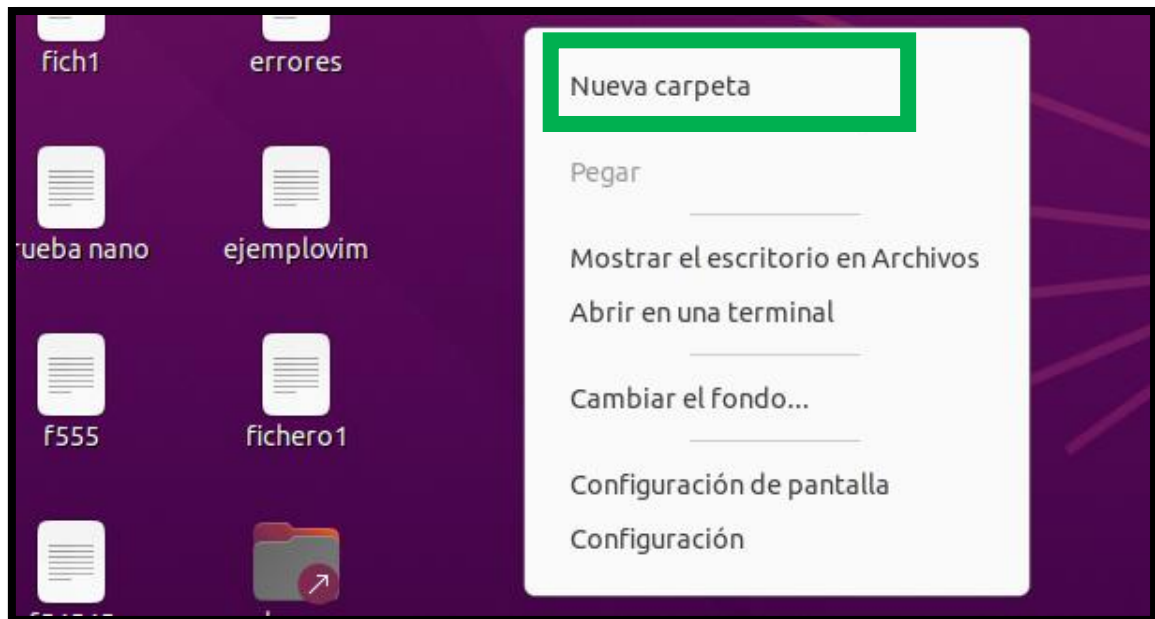 fich1
errores
ueba nano
ejemplovim
f555
fichero1
Nueva carpeta
Pegar
Mostrar el escritorio en Archivos
Abrir en una terminal
Cambiar el fondo...
Configuración de pantalla
Configuración